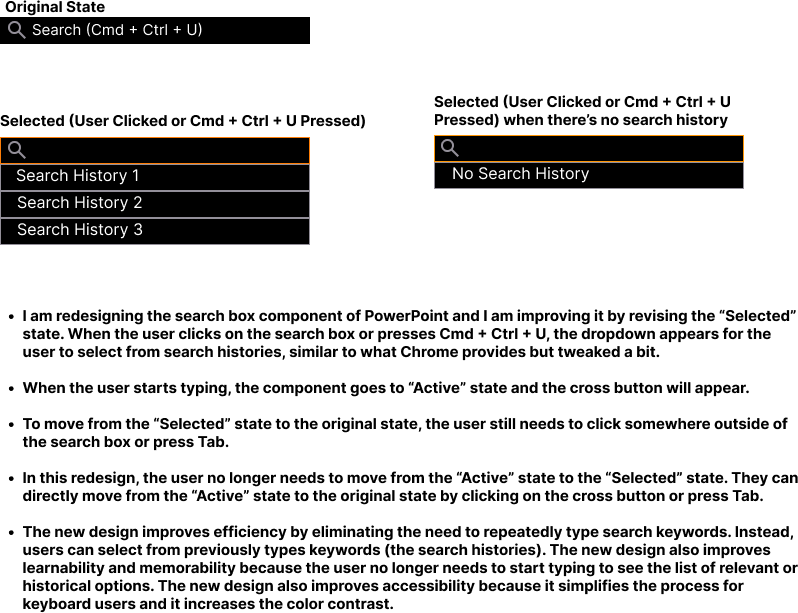 Original State
Search (Cmd + Ctrl + U)
Selected (User Clicked or Cmd + Ctrl + U Pressed)
Search History 1
Search History 2
Search History 3
Selected (User Clicked or Cmd + Ctrl + U
Pressed) when there’s no search history
No Search History
• I am redesigning the search box component of PowerPoint and I am improving it by revising the “Selected”
state. When the user clicks on the search box or presses Cmd + Ctrl + U, the dropdown appears for the
user to select from search histories, similar to what Chrome provides but tweaked a bit.
• When the user starts typing, the component goes to “Active” state and the cross button will appear.
• To move from the “Selected” state to the original state, the user still needs to click somewhere outside of
the search box or press Tab.
• In this redesign, the user no longer needs to move from the “Active” state to the “Selected” state. They can
directly move from the “Active” state to the original state by clicking on the cross button or press Tab.
• The new design improves efficiency by eliminating the need to repeatedly type search keywords. Instead,
users can select from previously types keywords (the search histories). The new design also improves
learnability and memorability because the user no longer needs to start typing to see the list of relevant or
historical options. The new design also improves accessibility because it simplifies the process for
keyboard users and it increases the color contrast.